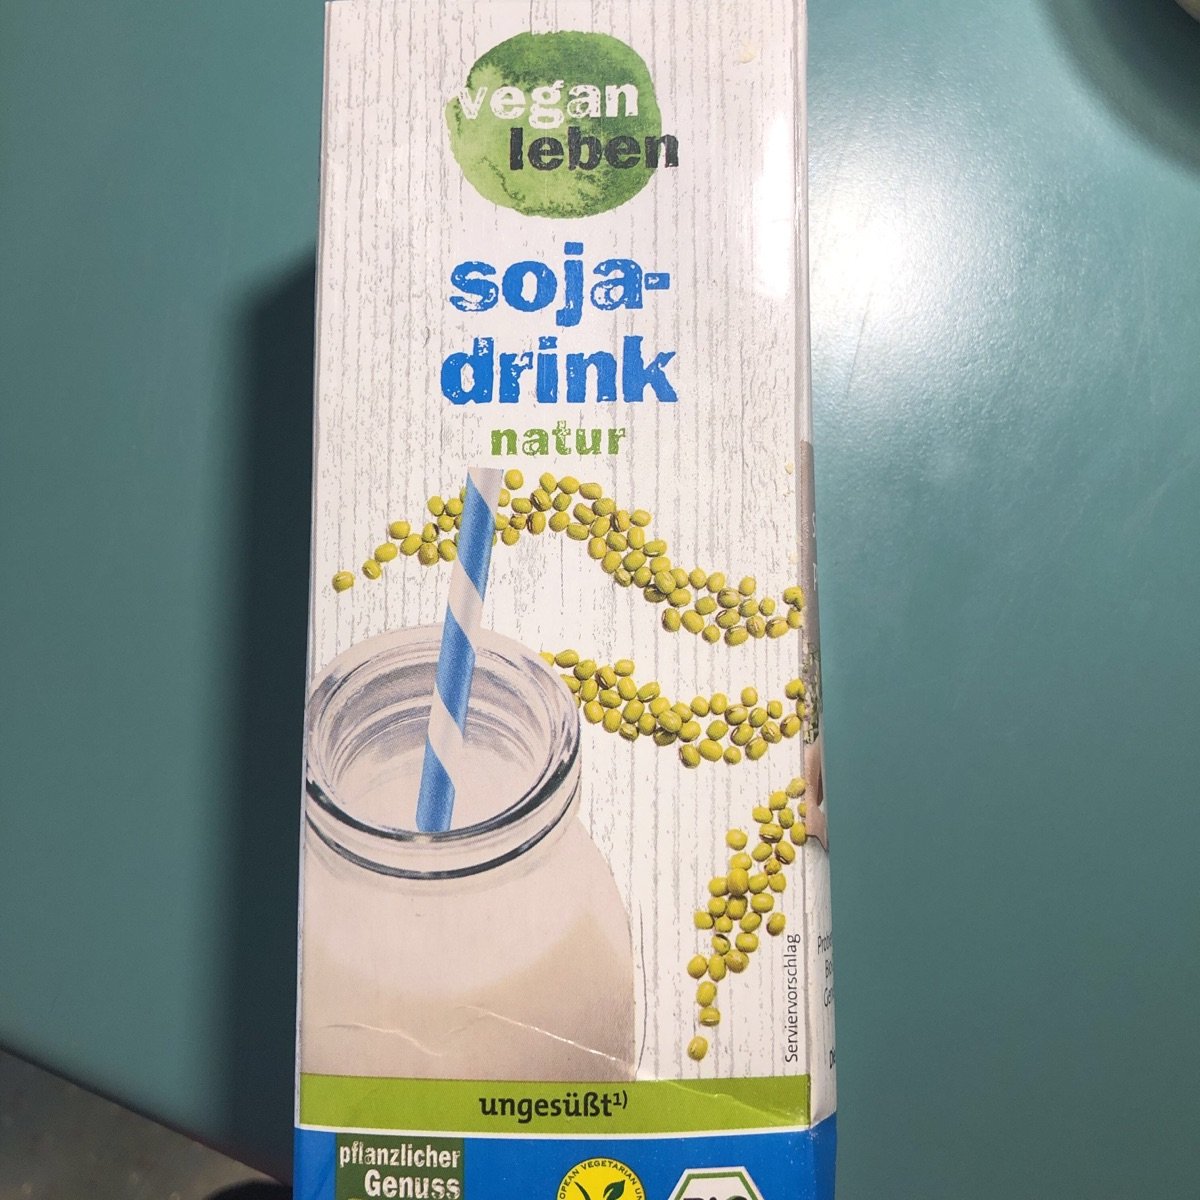 vegan
leben
soja-
drink
natur
Serviervorschlag
ungesüßt¹⁾
pflanzlicher
Genuss